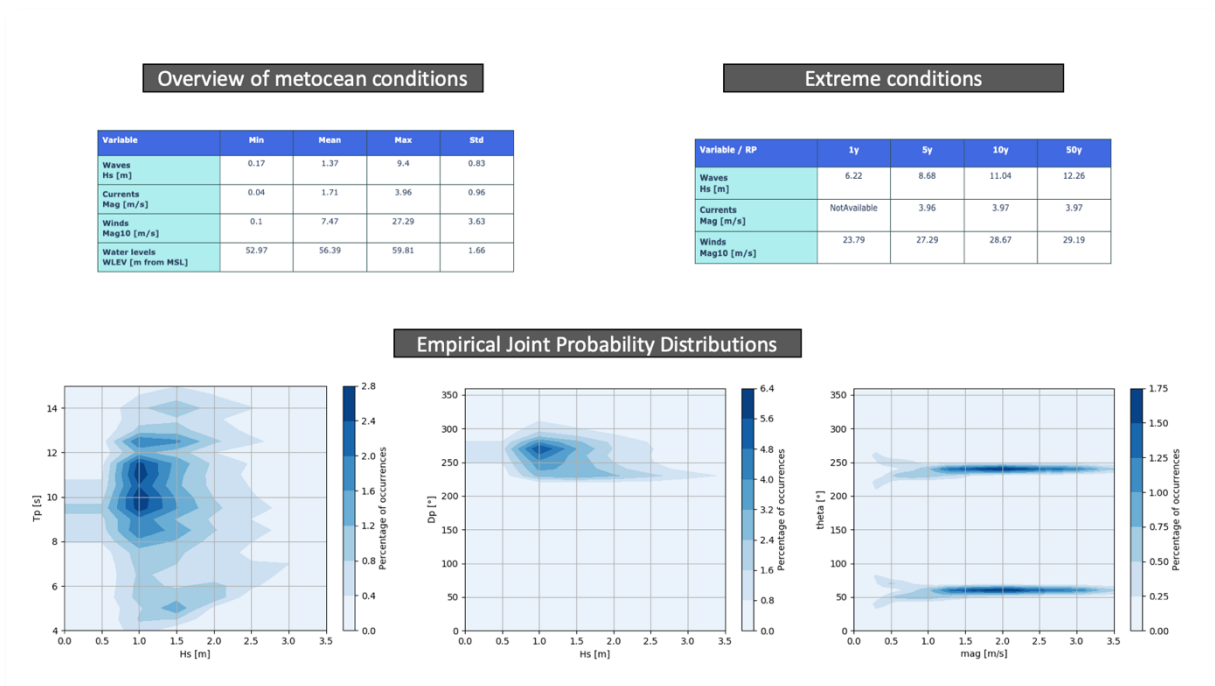 Overview of metocean conditions
Extreme conditions
Variable Min Mean Max Std
Waves
Hs [m] 0.17 1.37 9.4 0.83
Currents
Mag [m/s] 0.04 1.71 3.96 0.96
Winds
Mag10 [m/s] 0.1 7.47 27.29 3.63
Water levels
WLEV [m from MSL] 52.97 56.39 59.81 1.66
Variable / RP 1y 5y 10y 50y
Waves
Hs [m] 6.22 8.68 11.04 12.26
Currents
Mag [m/s] NotAvailable 3.96 3.97 3.97
Winds
Mag10 [m/s] 23.79 27.29 28.67 29.19
Empirical Joint Probability Distributions
14
12
10
8
6
4
Tp [s]
0.0 0.5 1.0 1.5 2.0 2.5 3.0 3.5
Hs [m]
2.8
2.4
2.0
1.6
1.2
0.8
0.4
0.0
Percentage of occurrences
350
300
250
200
150
100
50
0
Dp [°]
0.0 0.5 1.0 1.5 2.0 2.5 3.0 3.5
Hs [m]
6.4
5.6
4.8
4.0
3.2
2.4
1.6
0.8
0.0
Percentage of occurrences
350
300
250
200
150
100
50
0
theta [°]
0.0 0.5 1.0 1.5 2.0 2.5 3.0 3.5
mag [m/s]
1.75
1.50
1.25
1.00
0.75
0.50
0.25
0.00
Percentage of occurrences